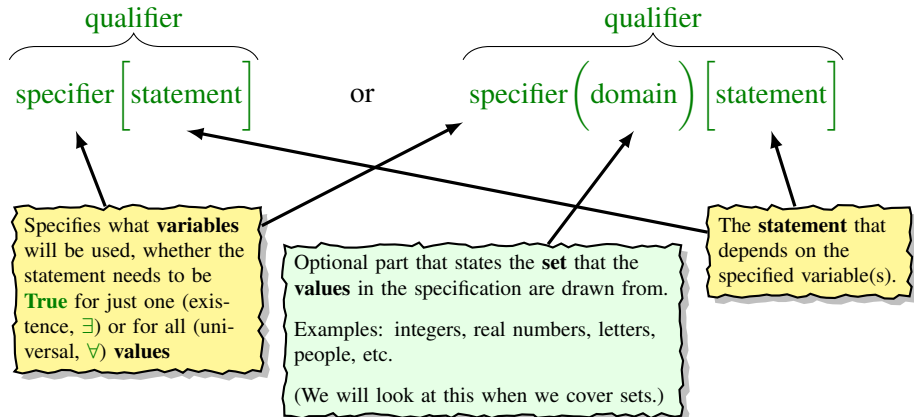 qualifier
specifier [statement]
or
qualifier
specifier (domain) [statement]
Specifies what variables
will be used, whether the
statement needs to be
True for just one (exis-
tence, ∃) or for all (uni-
versal, ∀) values
Optional part that states the set that the
values in the specification are drawn from.
Examples: integers, real numbers, letters,
people, etc.
(We will look at this when we cover sets.)
The statement that
depends on the
specified variable(s).